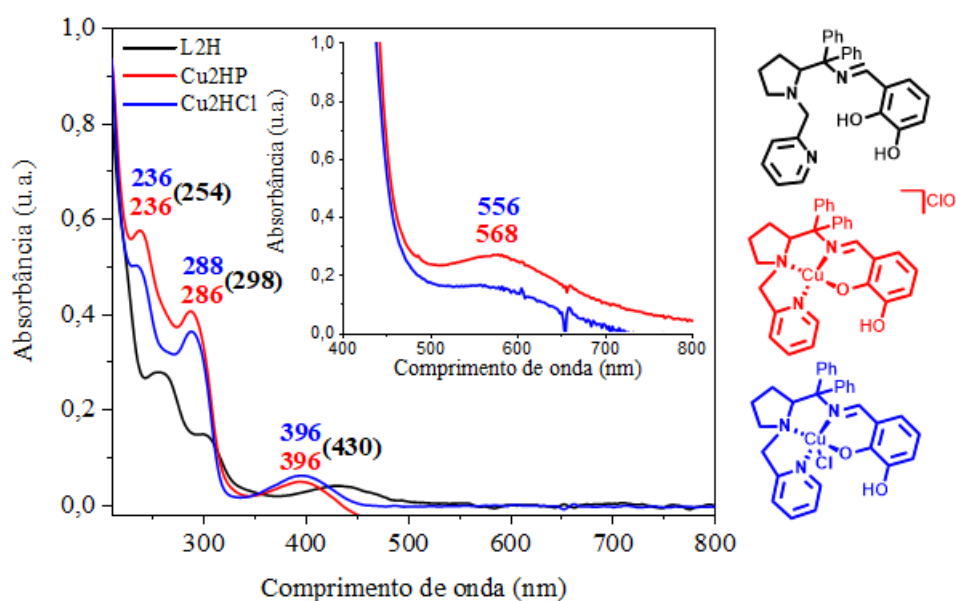 1,0
0,8
0,6
0,4
0,2
0,0
Absorbância (u.a.)
L2H
Cu2HP
Cu2HCl
236
236
(254)
288
286
(298)
396
396
(430)
300
400
500
600
700
800
Comprimento de onda (nm)
1,0
0,8
0,6
0,4
0,2
0,0
Absorbância (u.a.)
556
568
400
500
600
700
800
Comprimento de onda (nm)
Ph
Ph
N
N
HO
N
HO
ClO
Ph
Ph
N
N
Cu
O
N
HO
Ph
Ph
N
N
Cu
O
Cl
N
HO